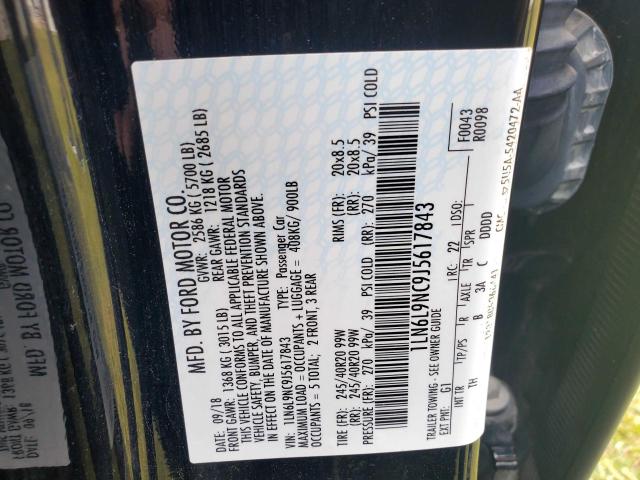 MFD. BY FORD MOTOR CO.
DATE: 09/18 GVWR: 2586 KG ( 5700 LB)
FRONT GAWR: 1368 KG ( 3015 LB) REAR GAWR: 1218 KG ( 2685 LB)
THIS VEHICLE CONFORMS TO ALL APPLICABLE FEDERAL MOTOR
VEHICLE SAFETY, BUMPER, AND THEFT PREVENTION STANDARDS
IN EFFECT ON THE DATE OF MANUFACTURE SHOWN ABOVE.
VIN: 1LN6L9NC9J5617843 TYPE: Passenger Car
MAXIMUM LOAD = OCCUPANTS + LUGGAGE = 408KG/ 900LB
OCCUPANTS = 5 TOTAL; 2 FRONT, 3 REAR
TIRE (FR): 245/40R20 99W RIMS (FR): 20x8.5
245/40R20 99W (RR): 20x8.5
PRESSURE (FR): 270 kPa/ 39 PSI COLD (RR): 270 kPa/ 39 PSI COLD
1LN6L9NC9J5617843
TRAILER TOWING - SEE OWNER GUIDE
F0043
R0098
EXT PNT: G1 RC: 22 DSO:
INT TR TP/PS R AXLE TR SPR
TH B 3A C DDDD
5420472-AA
MFD. BY FORD MOTOR CO